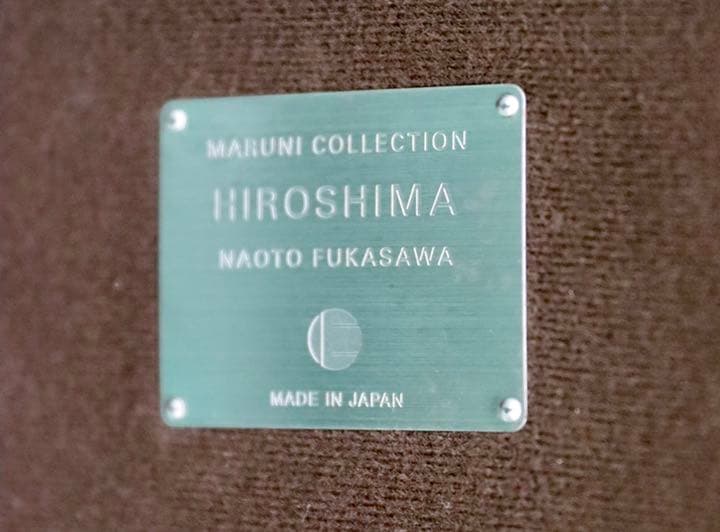 MARUNI COLLECTION
HIROSHIMA
NAOTO FUKASAWA
MADE IN JAPAN